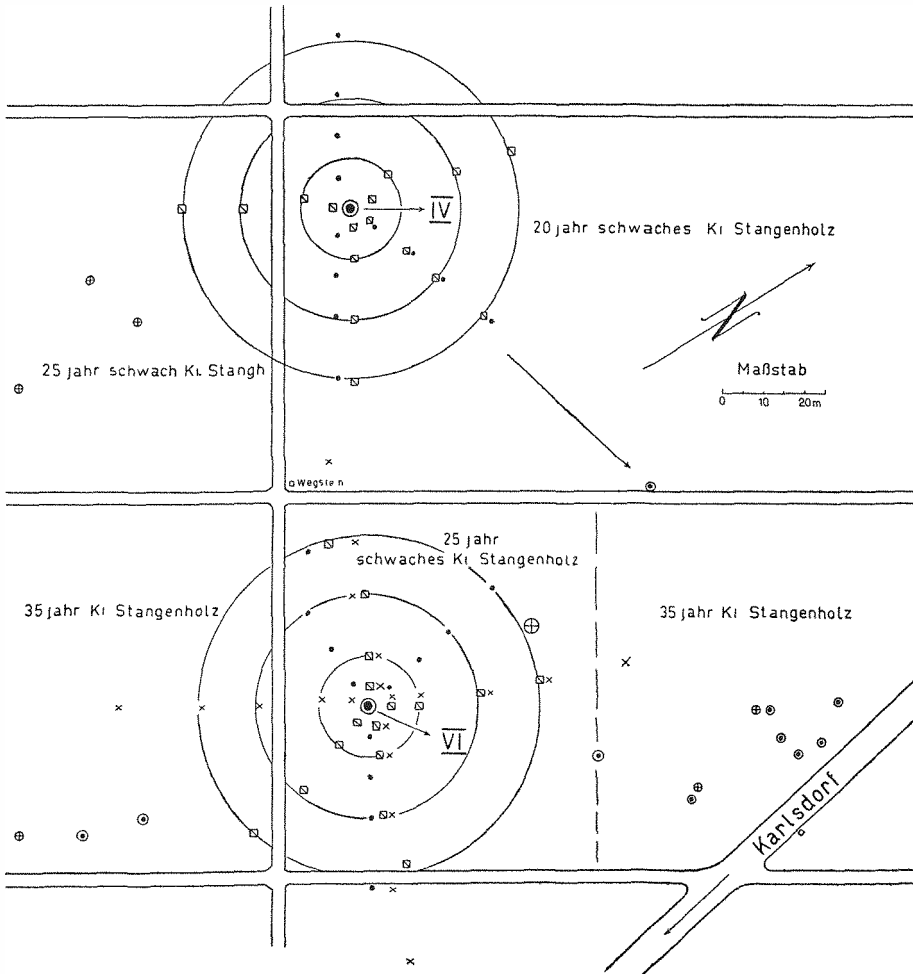 IV
20 jahr schwaches Ki Stangenholz
N
25 jahr schwach Ki. Stangh
Maßstab
0 10 20m
Wegstein
25 jahr
schwaches Ki Stangenholz
35 jahr Ki Stangenholz
35 jahr Ki Stangenholz
VI
Karlsdorf